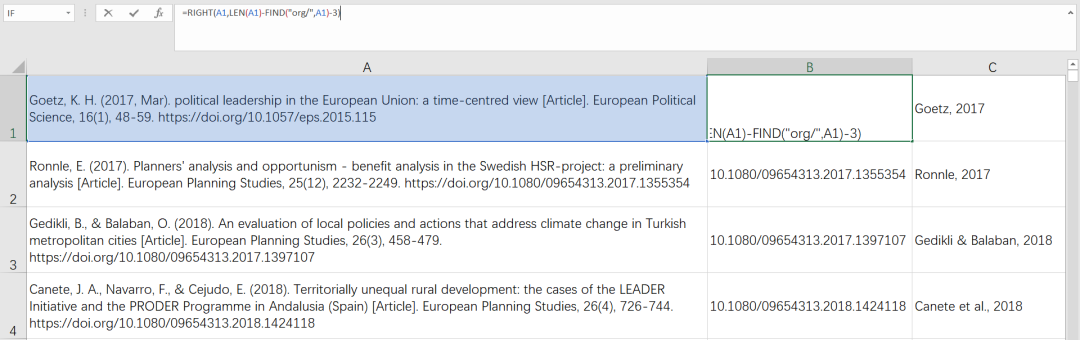 IF
fx
=RIGHT(A1,LEN(A1)-FIND("org/",A1)-3)
A
B
C
1
Goetz, K. H. (2017, Mar). political leadership in the European Union: a time-centred view [Article]. European Political
Science, 16(1), 48-59. https://doi.org/10.1057/eps.2015.115
EN(A1)-FIND("org/",A1)-3)
Goetz, 2017
2
Ronnle, E. (2017). Planners' analysis and opportunism - benefit analysis in the Swedish HSR-project: a preliminary
analysis [Article]. European Planning Studies, 25(12), 2232-2249. https://doi.org/10.1080/09654313.2017.1355354
10.1080/09654313.2017.1355354
Ronnle, 2017
3
Gedikli, B., & Balaban, O. (2018). An evaluation of local policies and actions that address climate change in Turkish
metropolitan cities [Article]. European Planning Studies, 26(3), 458-479.
https://doi.org/10.1080/09654313.2017.1397107
10.1080/09654313.2017.1397107
Gedikli & Balaban, 2018
4
Canete, J. A., Navarro, F., & Cejudo, E. (2018). Territorially unequal rural development: the cases of the LEADER
Initiative and the PRODER Programme in Andalusia (Spain) [Article]. European Planning Studies, 26(4), 726-744.
https://doi.org/10.1080/09654313.2018.1424118
10.1080/09654313.2018.1424118
Canete et al., 2018